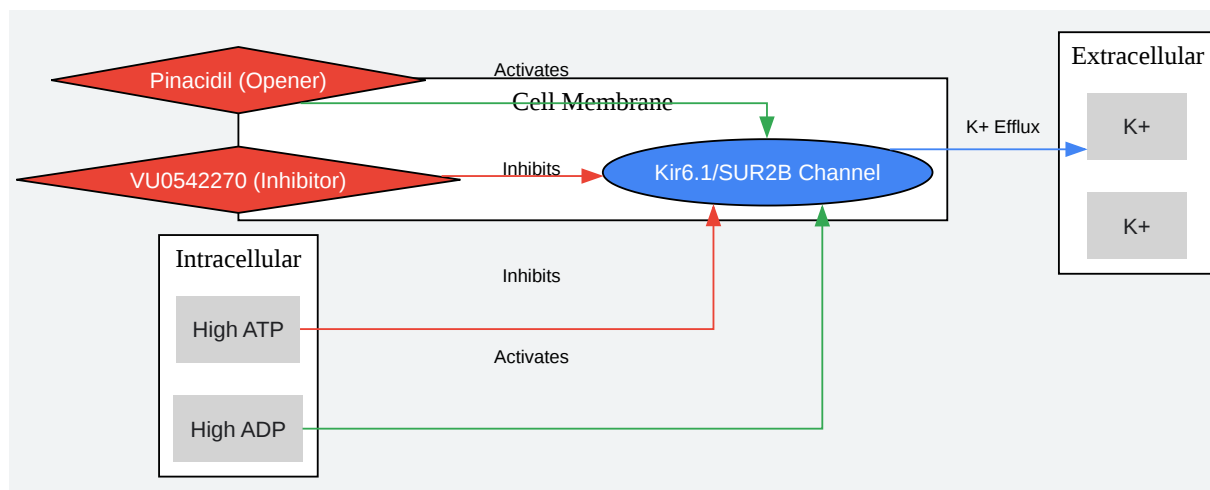 Pinacidil (Opener)
Activates
Cell Membrane
VU0542270 (Inhibitor)
Inhibits
Kir6.1/SUR2B Channel
K+ Efflux
Extracellular
K+
K+
Intracellular
High ATP
Inhibits
High ADP
Activates